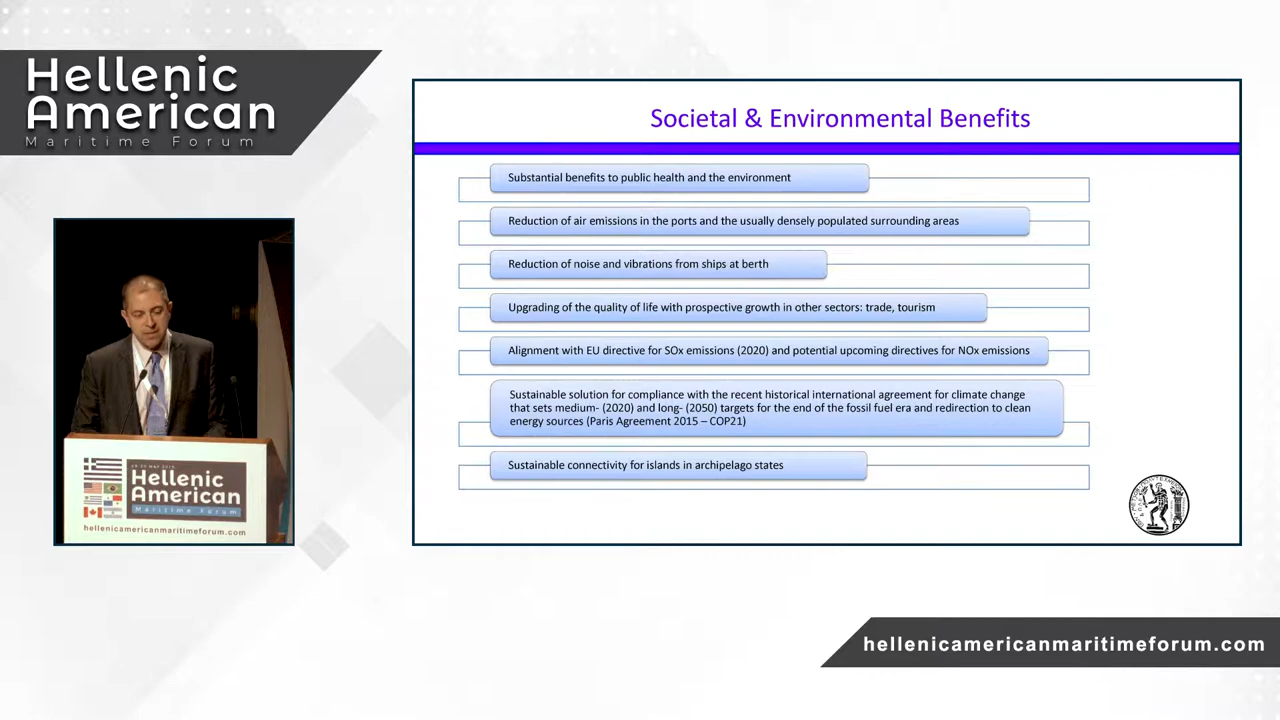 Hellenic
American
Maritime Forum
Societal & Environmental Benefits
Substantial benefits to public health and the environment
Reduction of air emissions in the ports and the usually densely populated surrounding areas
Reduction of noise and vibrations from ships at berth
Upgrading of the quality of life with prospective growth in other sectors: trade, tourism
Alignment with EU directive for SOx emissions (2020) and potential upcoming directives for NOx emissions
Sustainable solution for compliance with the recent historical international agreement for climate change
that sets medium- (2020) and long- (2050) targets for the end of the fossil fuel era and redirection to clean
energy sources (Paris Agreement 2015 – COP21)
Sustainable connectivity for islands in archipelago states
Hellenic
American
Maritime Forum
hellenicamericanmaritimeforum.com
hellenicamericanmaritimeforum.com